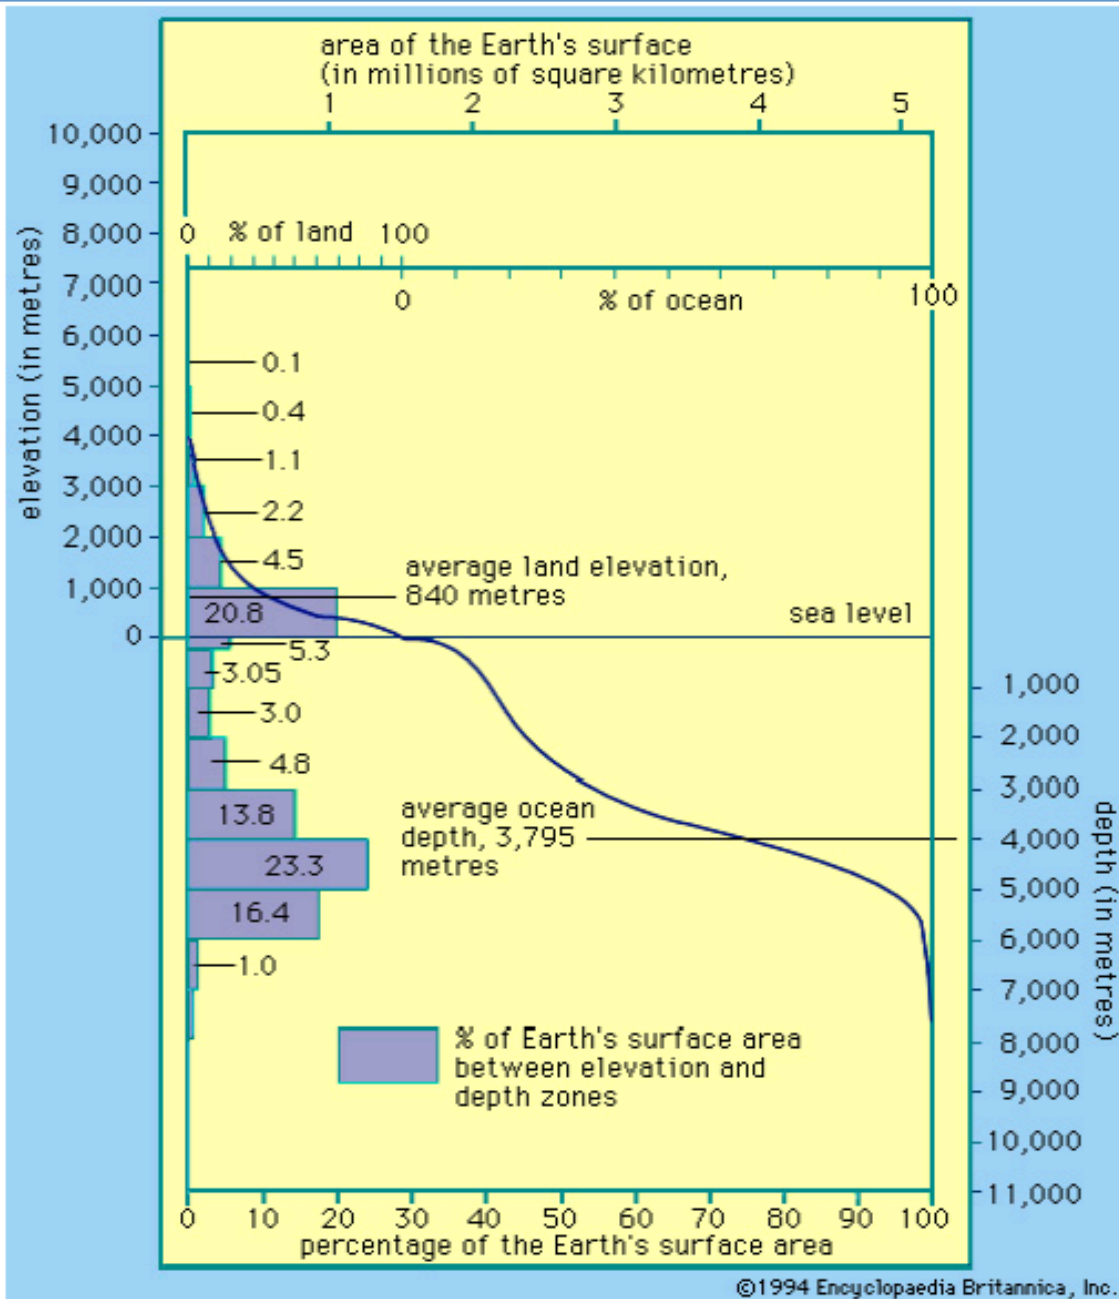 area of the Earth's surface
(in millions of square kilometres)
1 2 3 4 5
10,000
9,000
8,000
7,000
6,000
5,000
4,000
3,000
2,000
1,000
0
elevation (in metres)
0 % of land 100
0 % of ocean 100
0.1
0.4
1.1
2.2
4.5
20.8
average land elevation,
840 metres
sea level
5.3
3.05
3.0
4.8
13.8
23.3
16.4
1.0
average ocean
depth, 3,795
metres
1,000
2,000
3,000
4,000
5,000
6,000
7,000
8,000
9,000
10,000
11,000
depth (in metres)
% of Earth's surface area
between elevation and
depth zones
0 10 20 30 40 50 60 70 80 90 100
percentage of the Earth's surface area
©1994 Encyclopaedia Britannica, Inc.